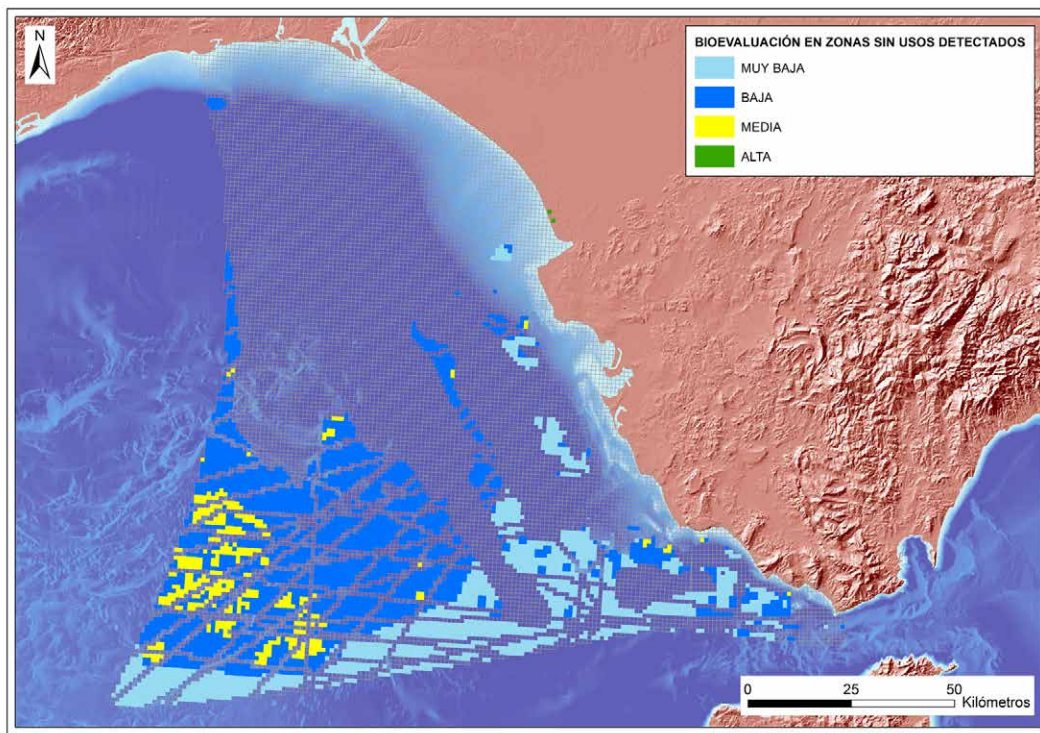 N
BIOEVALUACIÓN EN ZONAS SIN USOS DETECTADOS
MUY BAJA
BAJA
MEDIA
ALTA
0 25 50
Kilómetros